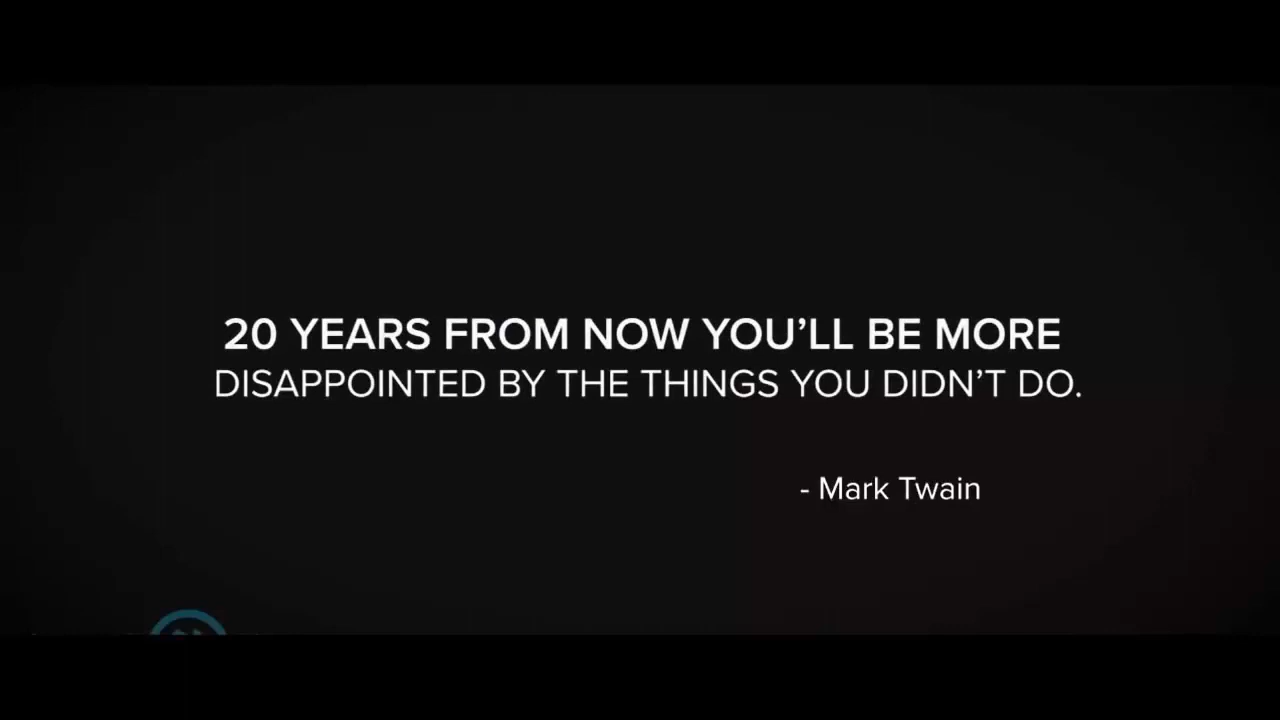 20 YEARS FROM NOW YOU’LL BE MORE
DISAPPOINTED BY THE THINGS YOU DIDN’T DO.
- Mark Twain